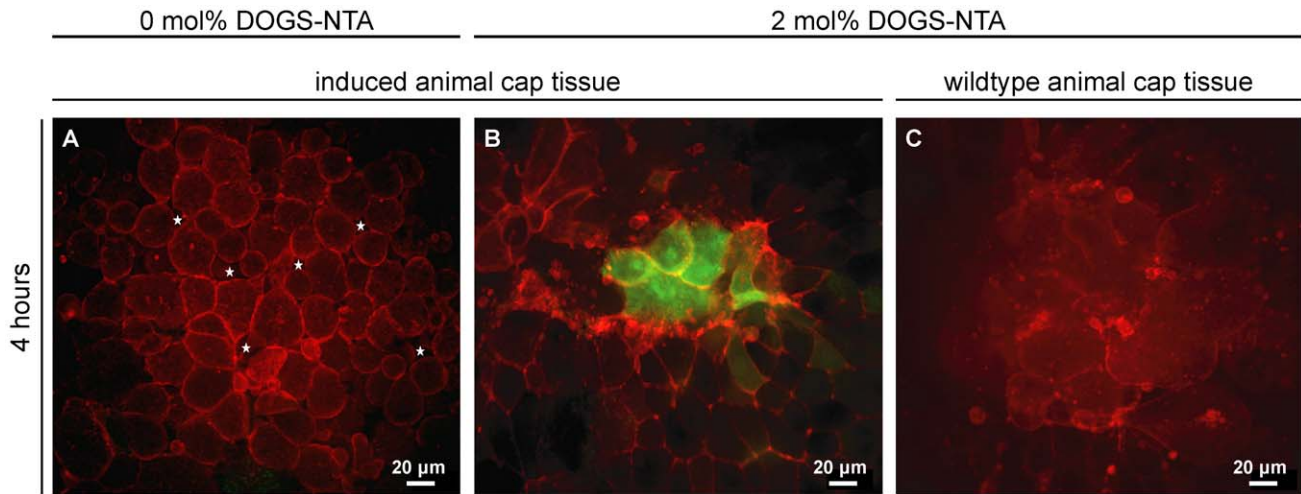 0 mol% DOGS-NTA
2 mol% DOGS-NTA
induced animal cap tissue
wildtype animal cap tissue
4 hours
A
B
C
20 µm
20 µm
20 µm